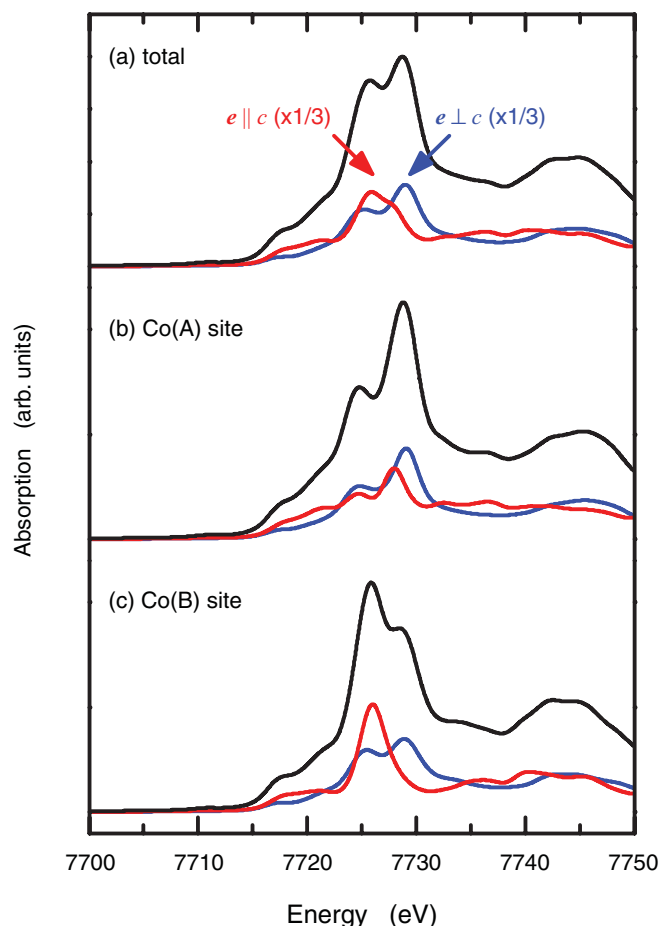 (a) total
e || c (x1/3)
e ⊥ c (x1/3)
(b) Co(A) site
(c) Co(B) site
Absorption (arb. units)
7700 7710 7720 7730 7740 7750
Energy (eV)